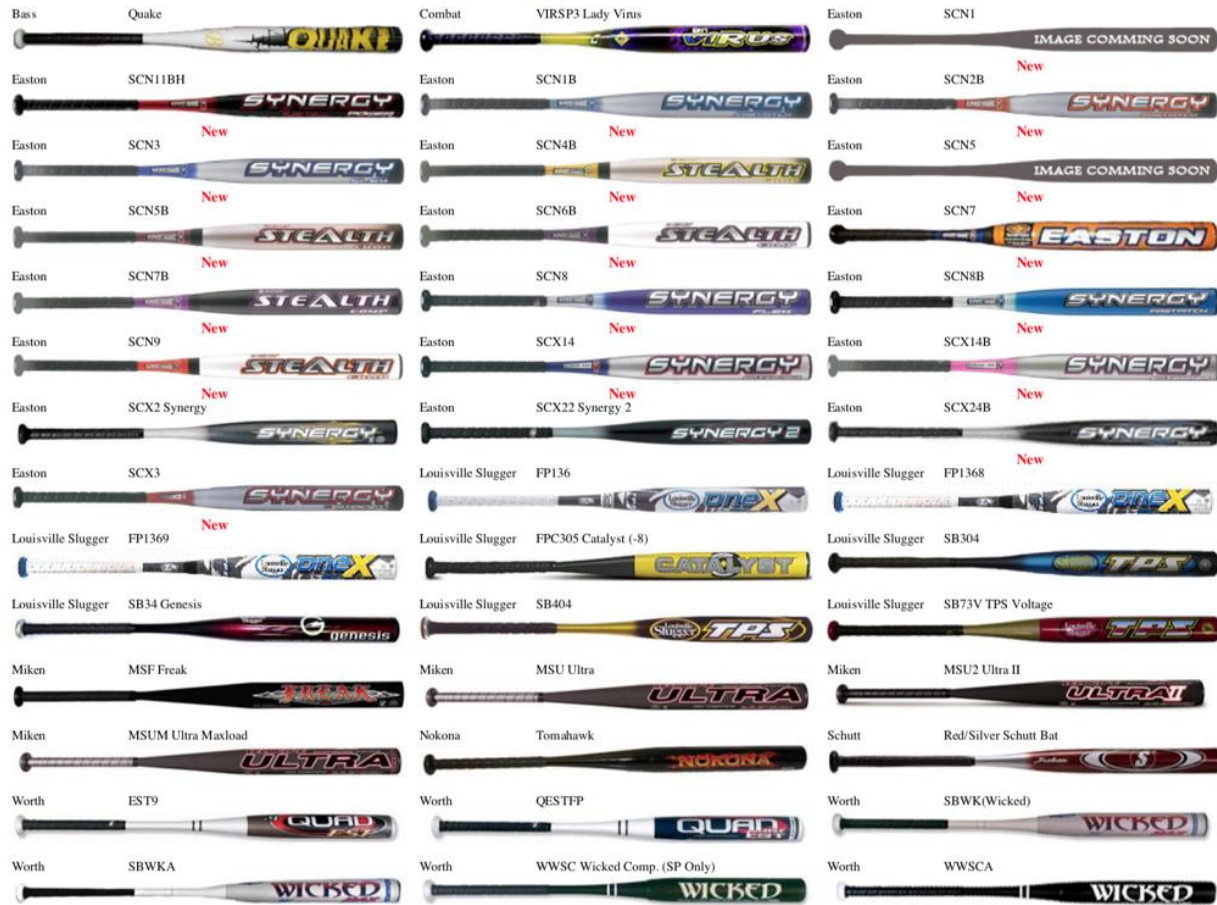 Bass Quake Combat VIRSP3 Lady Virus Easton SCN1
QUAKE VIRUS IMAGE COMMING SOON
New
Easton SCN11BH Easton SCN1B Easton SCN2B
SYNERGY SYNERGY SYNERGY
New New New
Easton SCN3 Easton SCN4B Easton SCN5
SYNERGY STEALTH IMAGE COMMING SOON
New New New
Easton SCN5B Easton SCN6B Easton SCN7
STEALTH STEALTH EASTON
New New New
Easton SCN7B Easton SCN8 Easton SCN8B
STEALTH SYNERGY SYNERGY
New New New
Easton SCN9 Easton SCX14 Easton SCX14B
STEALTH SYNERGY SYNERGY
New New New
Easton SCX2 Synergy Easton SCX22 Synergy 2 Easton SCX24B
SYNERGY SYNERGY 2 SYNERGY
New
Easton SCX3 Louisville Slugger FP136 Louisville Slugger FP1368
SYNERGY oneX oneX
New
Louisville Slugger FP1369 Louisville Slugger FPC305 Catalyst (-8) Louisville Slugger SB304
oneX CATALYST TPS
Louisville Slugger SB34 Genesis Louisville Slugger SB404 Louisville Slugger SB73V TPS Voltage
genesis Louisville Slugger TPS TPS
Miken MSF Freak Miken MSU Ultra Miken MSU2 Ultra II
FREAK ULTRA ULTRA II
Miken MSUM Ultra Maxload Nokona Tomahawk Schutt Red/Silver Schutt Bat
ULTRA NOKONA Schutt S
Worth EST9 Worth QESTFP Worth SBWK(Wicked)
QUAD EST QUAD EST WICKED
Worth SBWKA Worth WWSC Wicked Comp. (SP Only) Worth WWSCA
WICKED WICKED WICKED